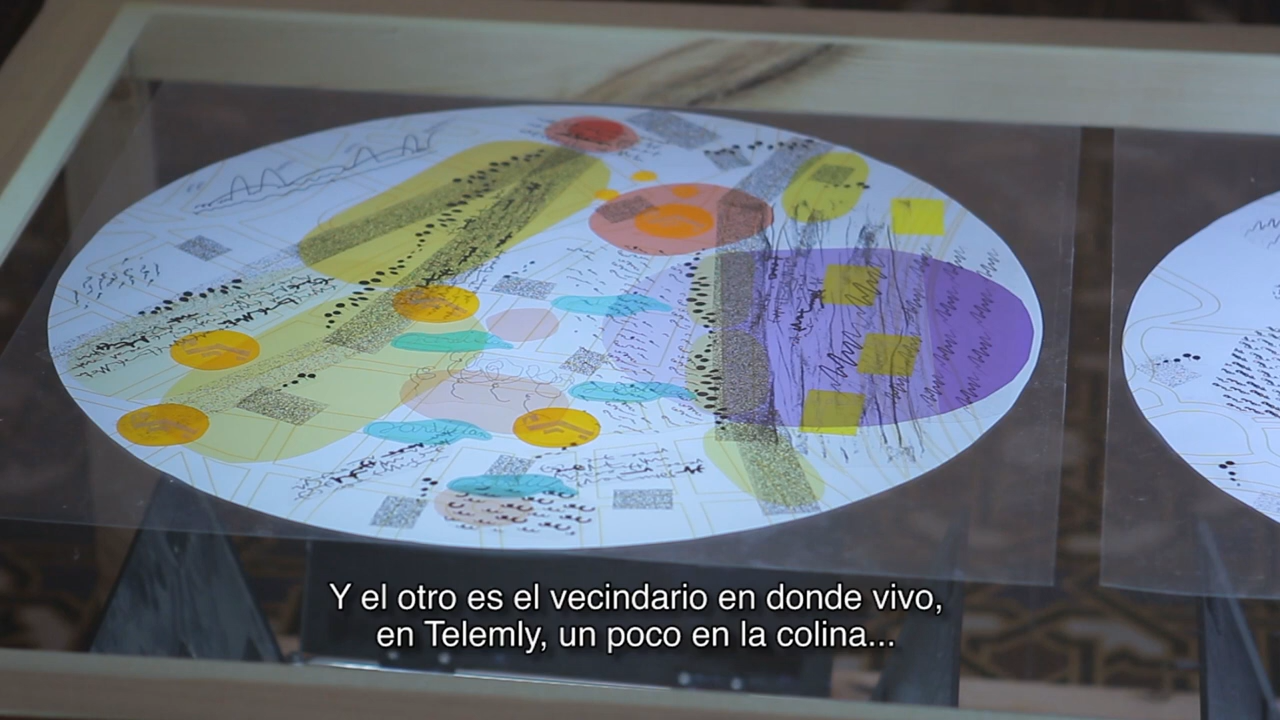 Y el otro es el vecindario en donde vivo,
en Telemly, un poco en la colina...